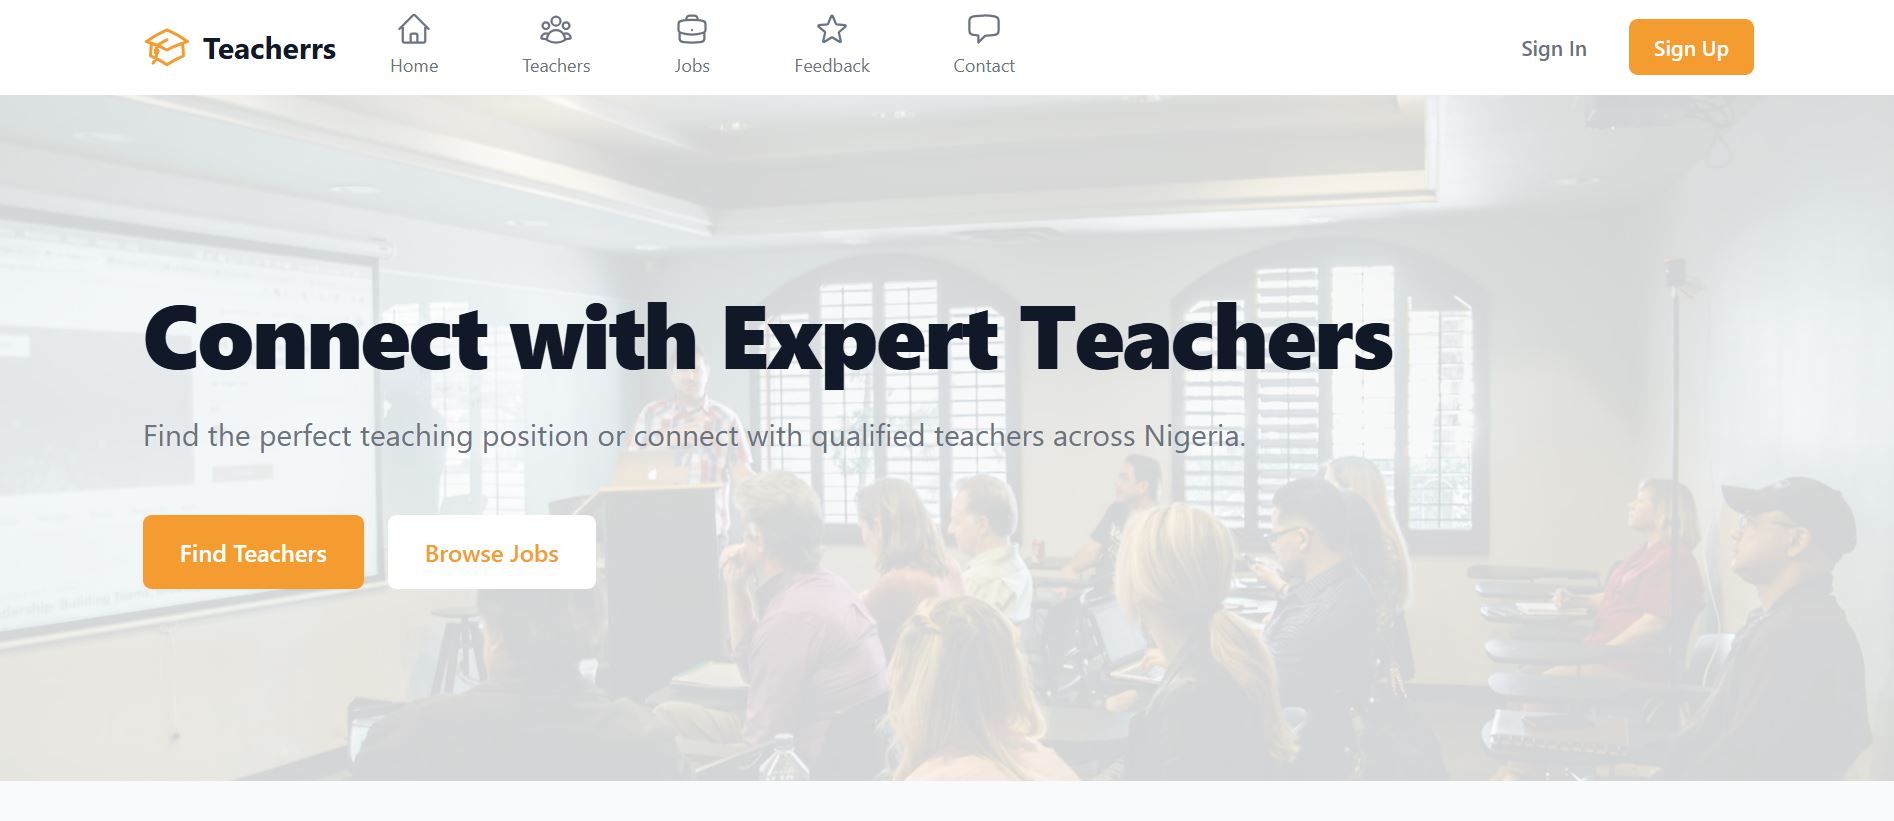 Teacherrs
Home
Teachers
Jobs
Feedback
Contact
Sign In
Sign Up
Connect with Expert Teachers
Find the perfect teaching position or connect with qualified teachers across Nigeria.
Find Teachers
Browse Jobs